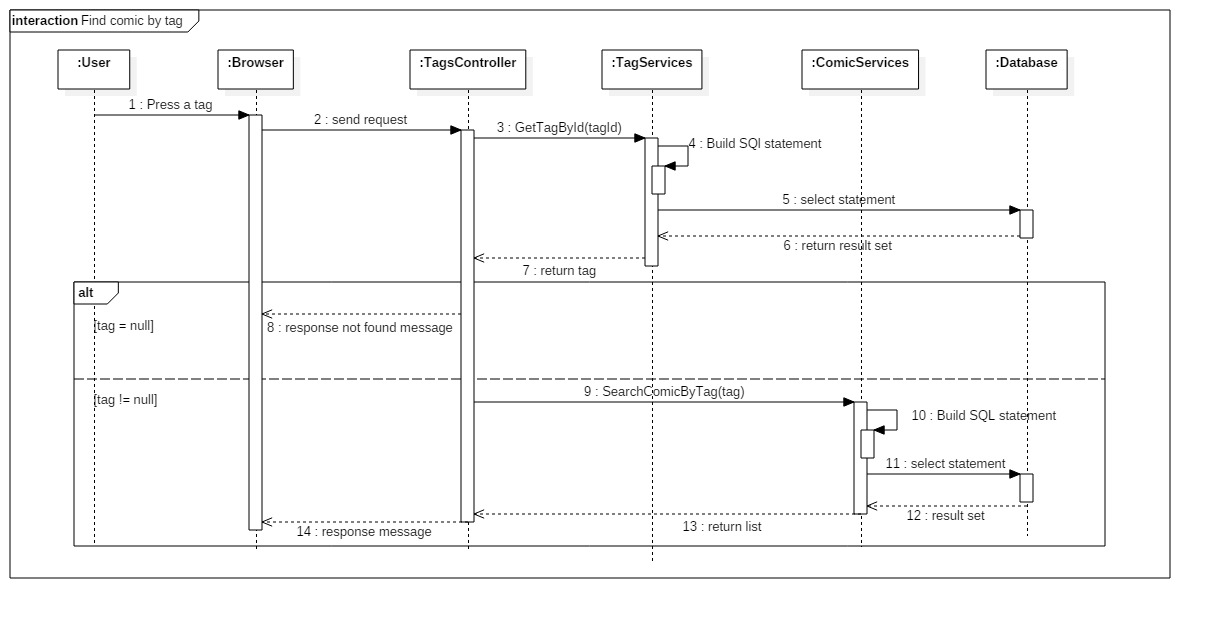 interaction Find comic by tag
:User
:Browser
:TagsController
:TagServices
:ComicServices
:Database
1 : Press a tag
2 : send request
3 : GetTagById(tagId)
4 : Build SQl statement
5 : select statement
6 : return result set
7 : return tag
alt
[tag = null]
8 : response not found message
[tag != null]
9 : SearchComicByTag(tag)
10 : Build SQL statement
11 : select statement
12 : result set
13 : return list
14 : response message